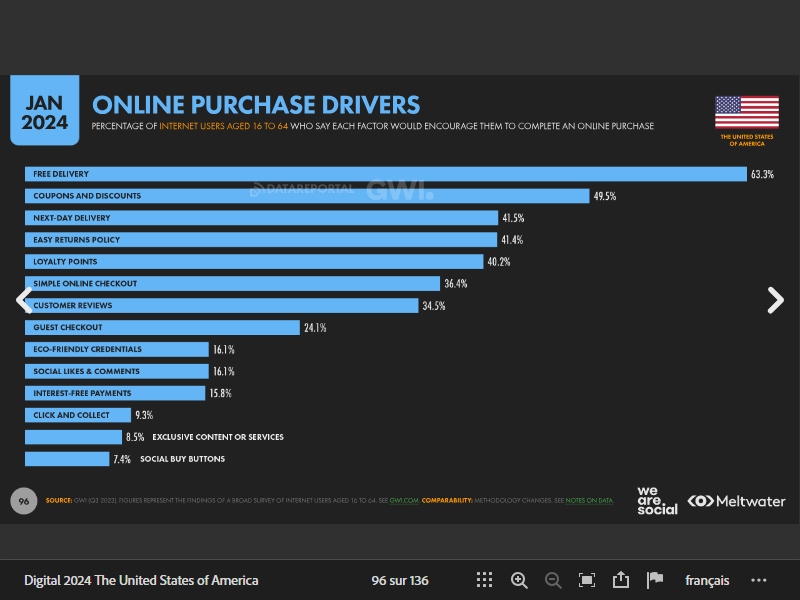 JAN
2024
ONLINE PURCHASE DRIVERS
PERCENTAGE OF INTERNET USERS AGED 16 TO 64 WHO SAY EACH FACTOR WOULD ENCOURAGE THEM TO COMPLETE AN ONLINE PURCHASE
THE UNITED STATES
OF AMERICA
DATAREPORTAL GWI.
FREE DELIVERY 63.3%
COUPONS AND DISCOUNTS 49.5%
NEXT-DAY DELIVERY 41.5%
EASY RETURNS POLICY 41.4%
LOYALTY POINTS 40.2%
SIMPLE ONLINE CHECKOUT 36.4%
CUSTOMER REVIEWS 34.5%
GUEST CHECKOUT 24.1%
ECO-FRIENDLY CREDENTIALS 16.1%
SOCIAL LIKES & COMMENTS 16.1%
INTEREST-FREE PAYMENTS 15.8%
CLICK AND COLLECT 9.3%
8.5% EXCLUSIVE CONTENT OR SERVICES
7.4% SOCIAL BUY BUTTONS
96 SOURCE: GWI (Q3 2023). FIGURES REPRESENT THE FINDINGS OF A BROAD SURVEY OF INTERNET USERS AGED 16 TO 64. SEE GWI.COM. COMPARABILITY: METHODOLOGY CHANGES. SEE NOTES ON DATA.
we
are
social
Meltwater
Digital 2024 The United States of America 96 sur 136 français